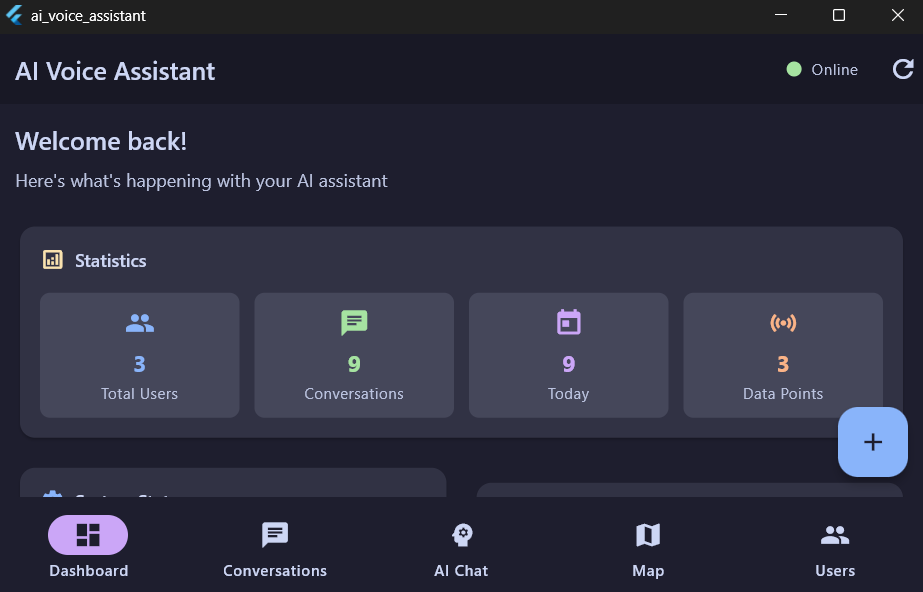 ai_voice_assistant
AI Voice Assistant
Online
Welcome back!
Here's what's happening with your AI assistant
Statistics
3
Total Users
9
Conversations
9
Today
3
Data Points
+
Dashboard
Conversations
AI Chat
Map
Users